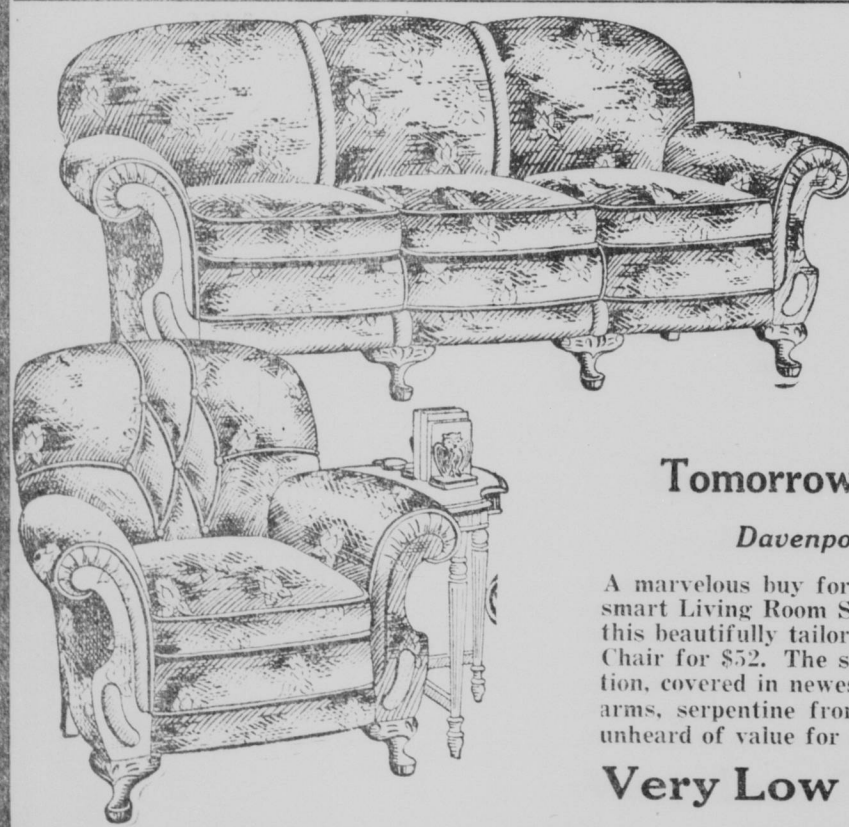 Tomorrow
Davenpo
A marvelous buy for
smart Living Room S
this beautifully tailor
Chair for $52. The s
tion, covered in newes
arms, serpentine fron
unheard of value for
Very Low